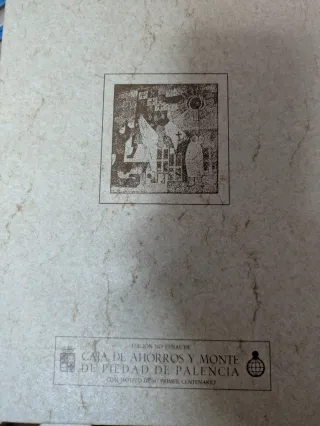 EDICION NO VENAL DE
CAJA DE AHORROS Y MONTE
DE PIEDAD DE PALENCIA
CON MOTIVO DE SU PRIMER CENTENARIO